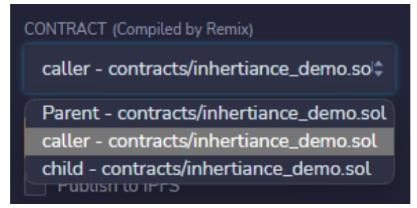 CONTRACT (Compiled by Remix)
caller - contracts/inhertiance_demo.sol
Parent - contracts/inhertiance_demo.sol
caller - contracts/inhertiance_demo.sol
child - contracts/inhertiance_demo.sol
Publish to IPFS